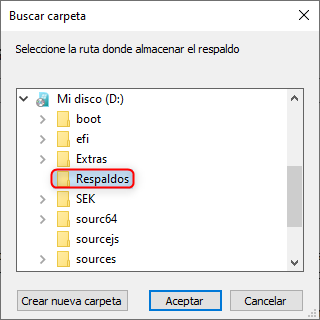 Buscar carpeta
Seleccione la ruta donde almacenar el respaldo
Mi disco (D:)
boot
efi
Extras
Respaldos
SEK
sourc64
sourcejs
sources
Crear nueva carpeta
Aceptar
Cancelar